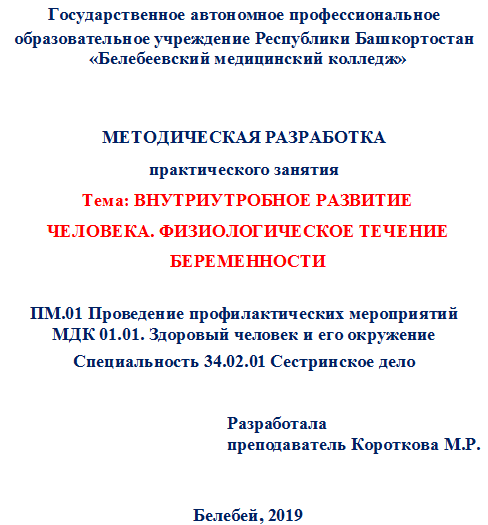 Государственное автономное профессиональное
образовательное учреждение Республики Башкортостан
«Белебеевский медицинский колледж»
МЕТОДИЧЕСКАЯ РАЗРАБОТКА
практического занятия
Тема: ВНУТРИУТРОБНОЕ РАЗВИТИЕ
ЧЕЛОВЕКА. ФИЗИОЛОГИЧЕСКОЕ ТЕЧЕНИЕ
БЕРЕМЕННОСТИ
ПМ.01 Проведение профилактических мероприятий
МДК 01.01. Здоровый человек и его окружение
Специальность 34.02.01 Сестринское дело
Разработала
преподаватель Короткова М.Р.
Белебей, 2019